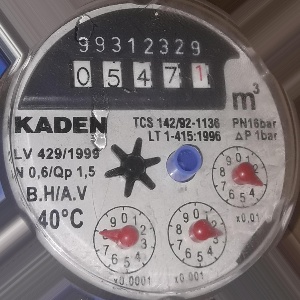 99312329
05471
m³
KADEN
TCS 142/92-1136 PN16bar
LT 1-415:1996 ΔP 1bar
LV 429/1999
N 0,6/Qp 1,5
B.H/A.V
40°C
x0,01
x0.001
x0.0001